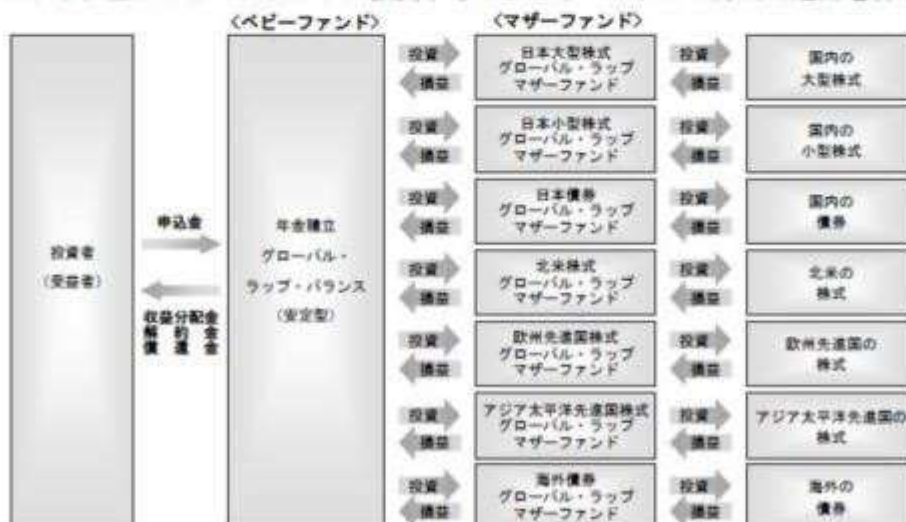 〈ベビーファンド〉
〈マザーファンド〉
投資者
(受益者)
申込金
収益分配金
解約金
償還金
年金積立
グローバル・
ラップ・バランス
(安定型)
投資
損益
日本大型株式
グローバル・ラップ
マザーファンド
投資
損益
国内の
大型株式
投資
損益
日本小型株式
グローバル・ラップ
マザーファンド
投資
損益
国内の
小型株式
投資
損益
日本債券
グローバル・ラップ
マザーファンド
投資
損益
国内の
債券
投資
損益
北米株式
グローバル・ラップ
マザーファンド
投資
損益
北米の
株式
投資
損益
欧州先進国株式
グローバル・ラップ
マザーファンド
投資
損益
欧州先進国の
株式
投資
損益
アジア太平洋先進国株式
グローバル・ラップ
マザーファンド
投資
損益
アジア太平洋先進国の
株式
投資
損益
海外債券
グローバル・ラップ
マザーファンド
投資
損益
海外の
債券